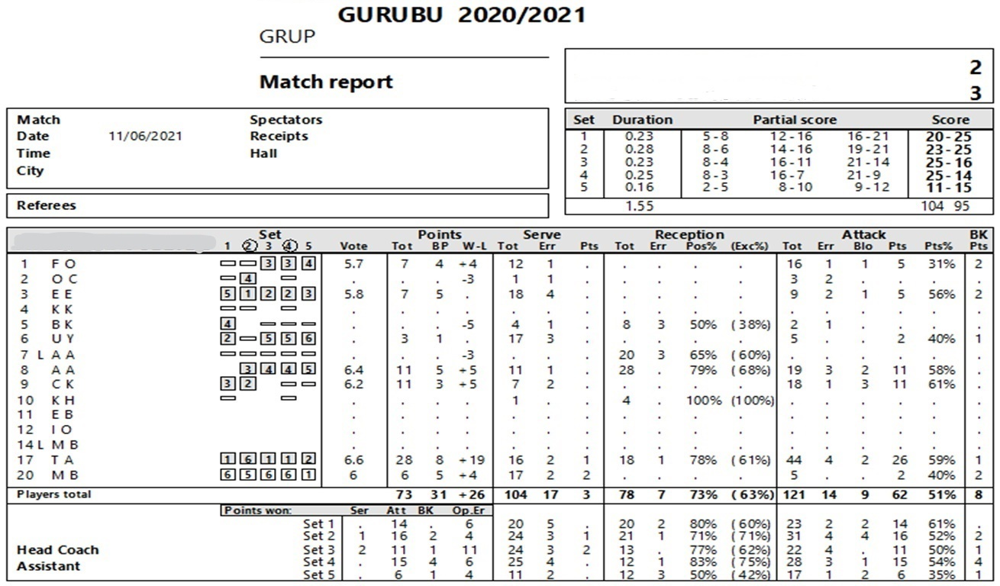 GURUBU 2020/2021
GRUP
Match report
2
3
Match Spectators
Date 11/06/2021 Receipts
Time Hall
City
Referees
Set Duration Partial score Score
1 0.23 5-8 12-16 16-21 20-25
2 0.28 8-6 14-16 19-21 23-25
3 0.23 8-4 16-11 21-14 25-16
4 0.25 8-3 16-7 21-9 25-14
5 0.16 2-5 8-10 9-12 11-15
1.55 104 95
Set Points Serve Reception Attack BK
1 2 3 4 5 Vote Tot BP W-L Tot Err Pts Tot Err Pos% (Exc%) Tot Err Blo Pts Pts% Pts
1 F O 3 3 4 5.7 7 4 +4 12 1 . . . . . 16 1 1 5 31% 2
2 O C 4 . . . -3 1 1 . . . . . 3 2 . . . .
3 E E 5 1 2 2 3 5.8 7 5 . 18 4 . . . . . 9 2 1 5 56% 2
4 K K . . . . . . . . . . . . . . . . .
5 B K 4 . . . -5 4 1 . 8 3 50% (38%) 2 1 . . . .
6 U Y 2 5 5 6 . 3 1 . 17 3 . . . . . 5 . . 2 40% 1
7 L A A . . . -3 . . . 20 3 65% (60%) . . . . . .
8 A A 3 4 4 5 6.4 11 5 +5 11 1 . 28 . 79% (68%) 19 3 2 11 58% .
9 C K 3 2 6.2 11 3 +5 7 2 . . . . . 18 1 3 11 61% .
10 K H . . . . 1 . . 4 . 100% (100%) . . . . . .
11 E B . . . . . . . . . . . . . . . . .
12 I O . . . . . . . . . . . . . . . . .
14 L M B . . . . . . . . . . . . . . . . .
17 T A 1 6 1 1 2 6.6 28 8 +19 16 2 1 18 1 78% (61%) 44 4 2 26 59% 1
20 M B 6 5 6 6 1 6 6 5 +4 17 2 2 . . . . 5 . . 2 40% 2
Players total 73 31 +26 104 17 3 78 7 73% (63%) 121 14 9 62 51% 8
Points won: Ser Att BK Op.Er
Set 1 . 14 . 6 20 5 . 20 2 80% (60%) 23 2 2 14 61% .
Set 2 1 16 2 4 24 3 1 21 1 71% (71%) 31 4 4 16 52% 2
Head Coach Set 3 2 11 1 11 24 3 2 13 . 77% (62%) 22 4 . 11 50% 1
Assistant Set 4 . 15 4 6 25 4 . 12 1 83% (75%) 28 3 1 15 54% 4
Set 5 . 6 1 4 11 2 . 12 3 50% (42%) 17 1 2 6 35% 1